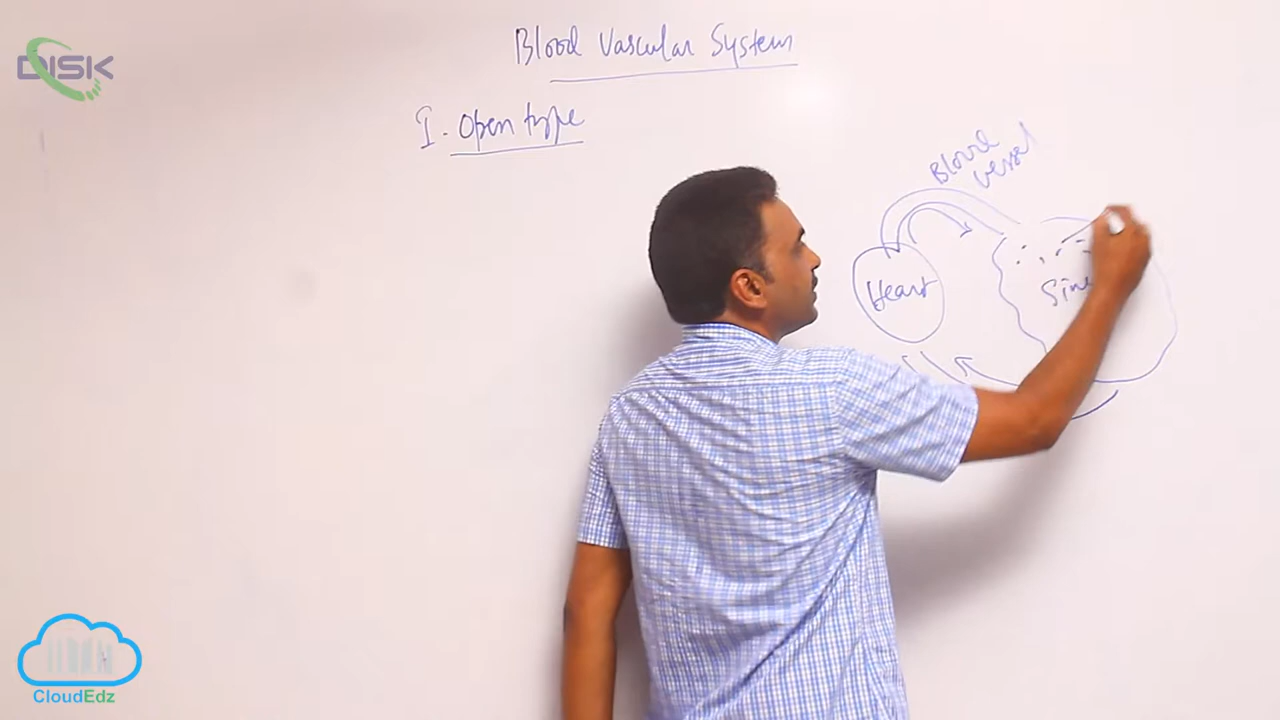 DISK
Blood Vascular System
I. Open type
Blood
vessel
Heart
CloudEdz